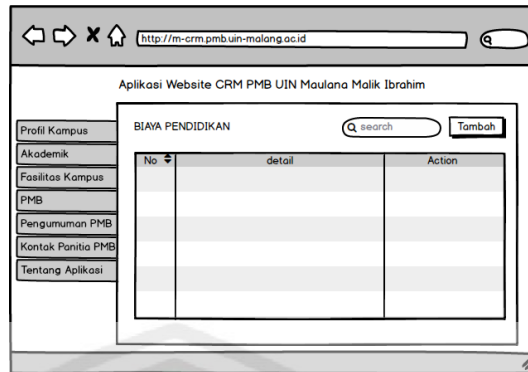 http://m-crm.pmb.uin-malang.ac.id
Aplikasi Website CRM PMB UIN Maulana Malik Ibrahim
Profil Kampus
Akademik
Fasilitas Kampus
PMB
Pengumuman PMB
Kontak Panitia PMB
Tentang Aplikasi
BIAYA PENDIDIKAN
search
Tambah
No detail Action